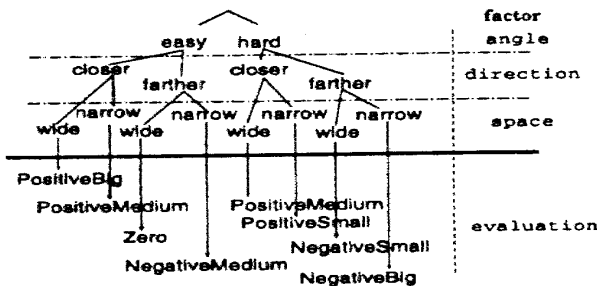 factor
easy hard angle
closer farther closer farther direction
wide narrow wide narrow wide narrow wide narrow space
PositiveBig
PositiveMedium PositiveMedium
PositiveSmall
Zero NegativeSmall evaluation
NegativeMedium
NegativeBig